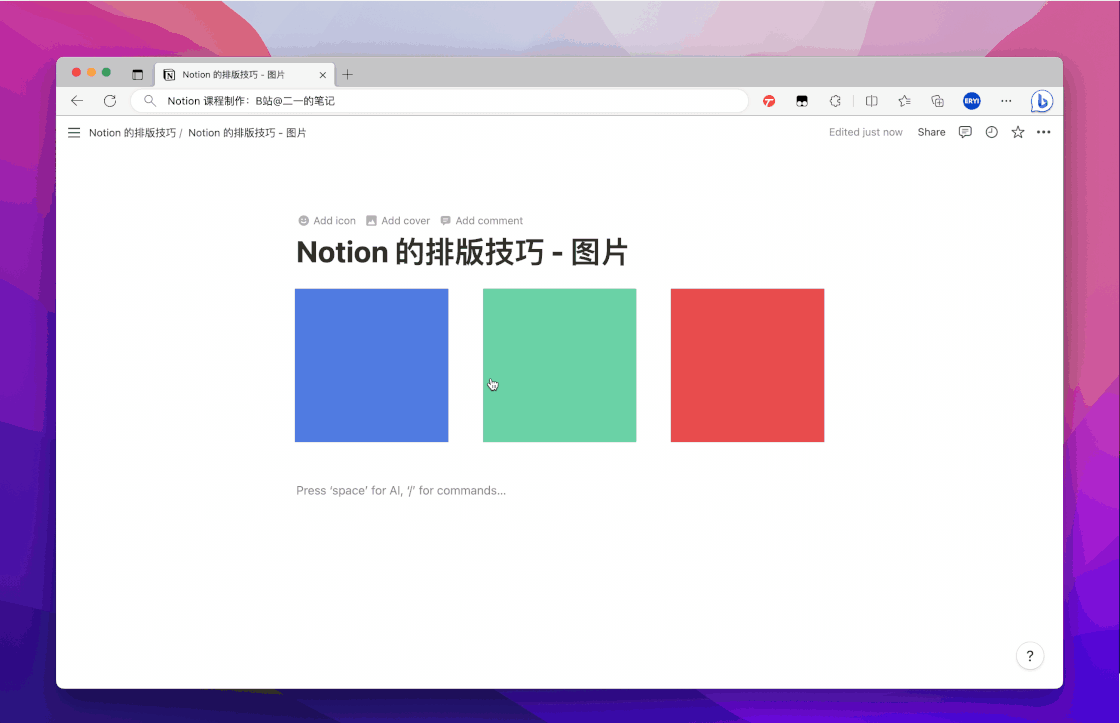 Notion 的排版技巧 - 图片
Notion 课程制作：B站@二一的笔记
ERYI
Notion 的排版技巧 / Notion 的排版技巧 - 图片
Edited just now Share
Add icon Add cover Add comment
Notion 的排版技巧 - 图片
Press ‘space’ for AI, ‘/’ for commands...
?